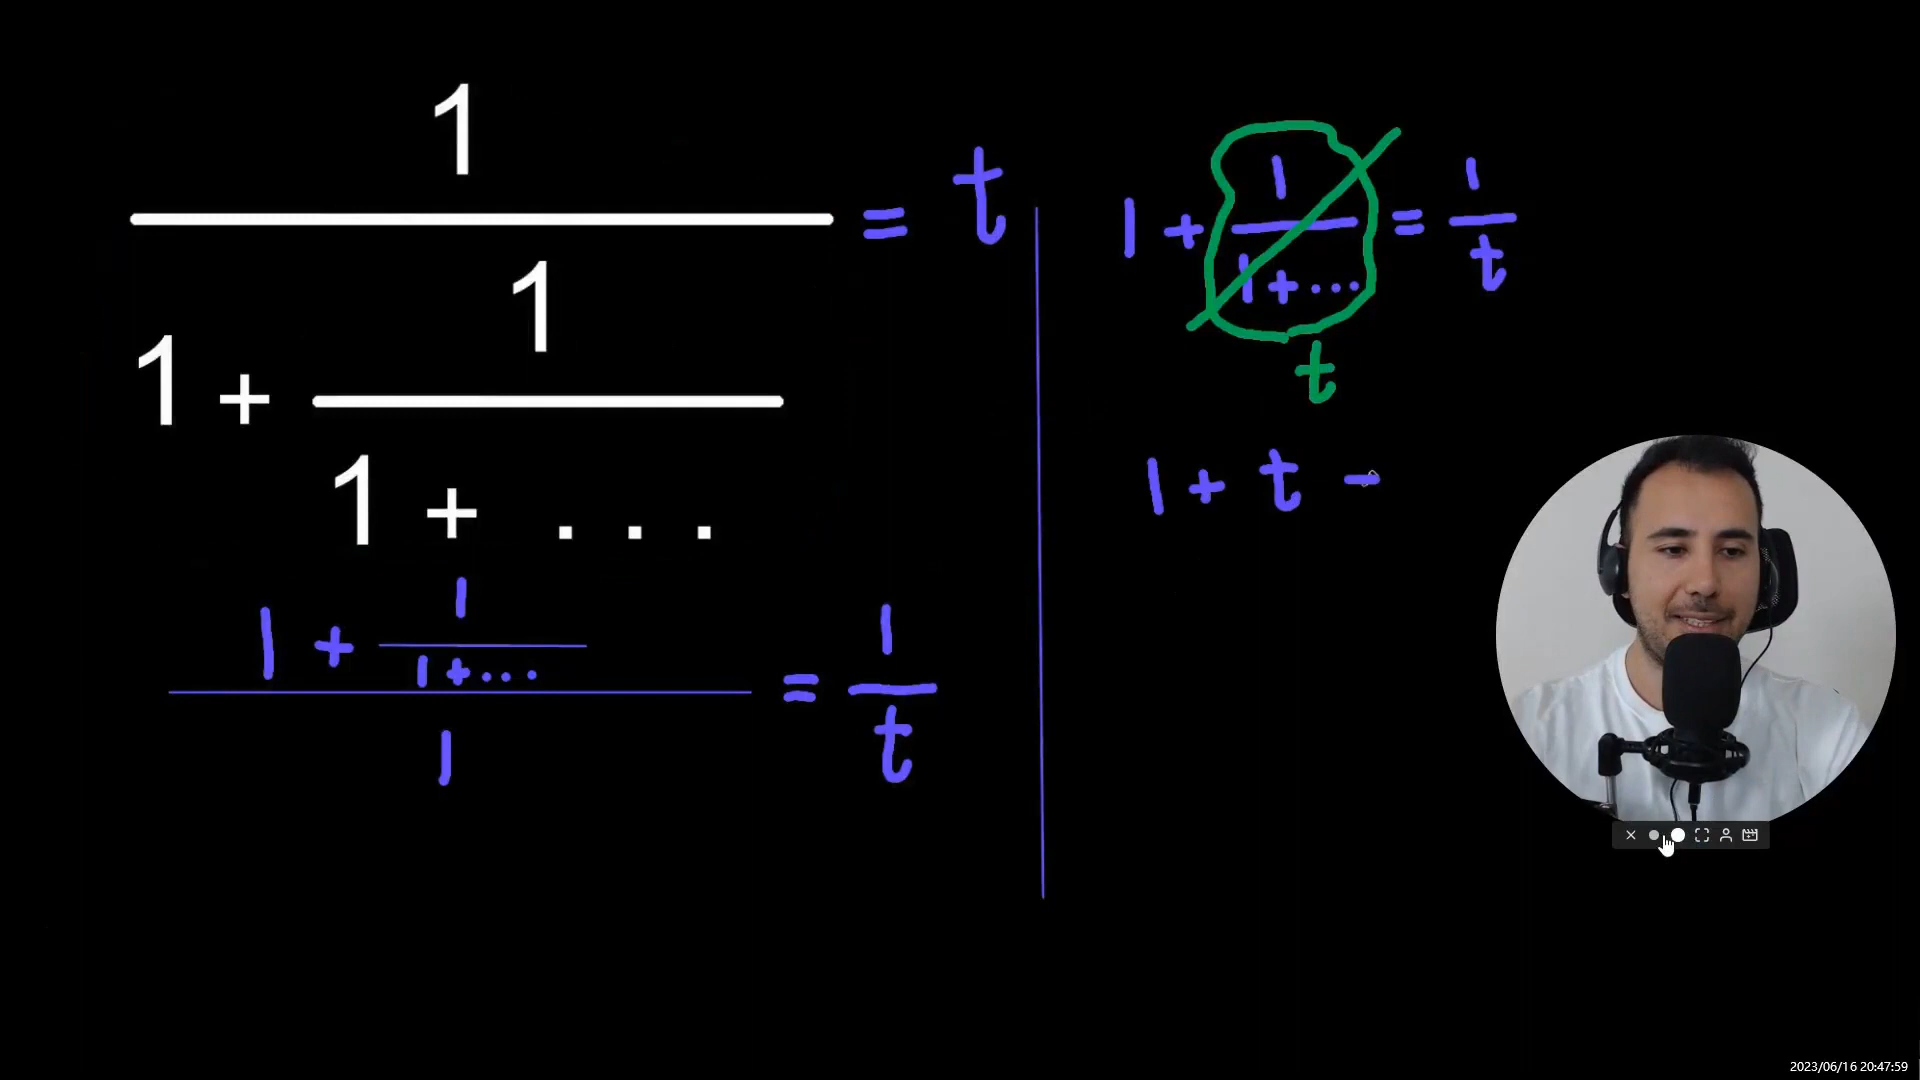 1
= t
1 + 1
1 + . . .
1 + 1
1 + ...
1
= 1
t
1 + 1
1 + ...
= 1
t
t
1 + t -
2023/06/16 20:47:59